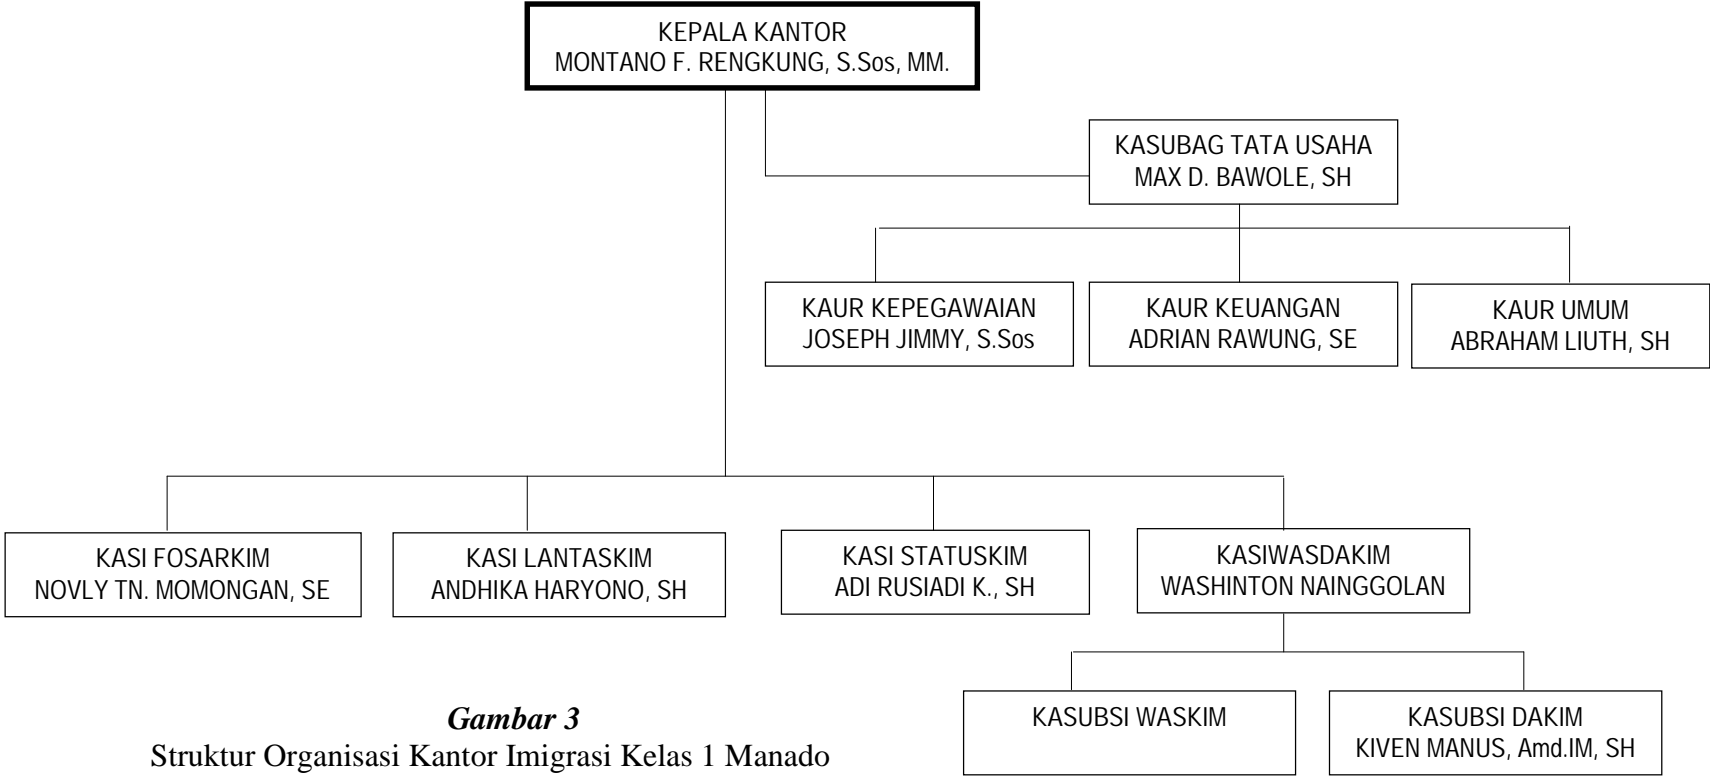 KEPALA KANTOR
MONTANO F. RENGKUNG, S.Sos, MM.
KASUBAG TATA USAHA
MAX D. BAWOLE, SH
KAUR KEPEGAWAIAN
JOSEPH JIMMY, S.Sos
KAUR KEUANGAN
ADRIAN RAWUNG, SE
KAUR UMUM
ABRAHAM LIUTH, SH
KASI FOSARKIM
NOVLY TN. MOMONGAN, SE
KASI LANTASKIM
ANDHIKA HARYONO, SH
KASI STATUSKIM
ADI RUSIADI K., SH
KASIWASDAKIM
WASHINTON NAINGGOLAN
KASUBSI WASKIM
KASUBSI DAKIM
KIVEN MANUS, Amd.IM, SH
Gambar 3
Struktur Organisasi Kantor Imigrasi Kelas 1 Manado